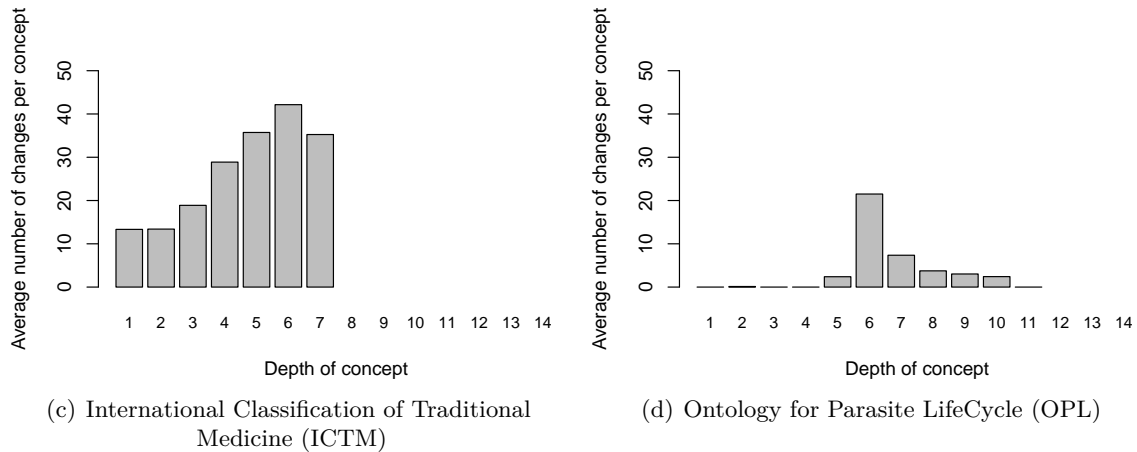 Average number of changes per concept
50
40
30
20
10
0
1 2 3 4 5 6 7 8 9 10 11 12 13 14
Depth of concept
(c) International Classification of Traditional
Medicine (ICTM)
Average number of changes per concept
50
40
30
20
10
0
1 2 3 4 5 6 7 8 9 10 11 12 13 14
Depth of concept
(d) Ontology for Parasite LifeCycle (OPL)